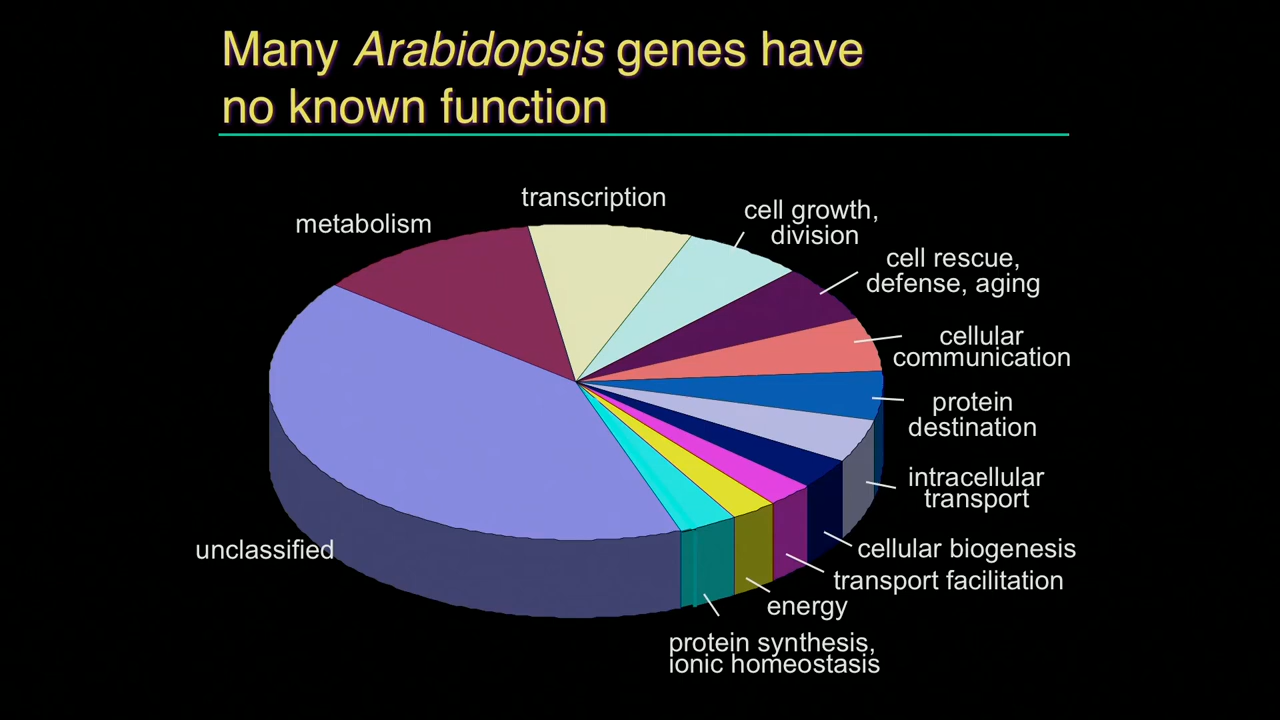 Many Arabidopsis genes have
no known function
transcription
metabolism
cell growth,
division
cell rescue,
defense, aging
cellular
communication
protein
destination
intracellular
transport
unclassified
cellular biogenesis
transport facilitation
energy
protein synthesis,
ionic homeostasis